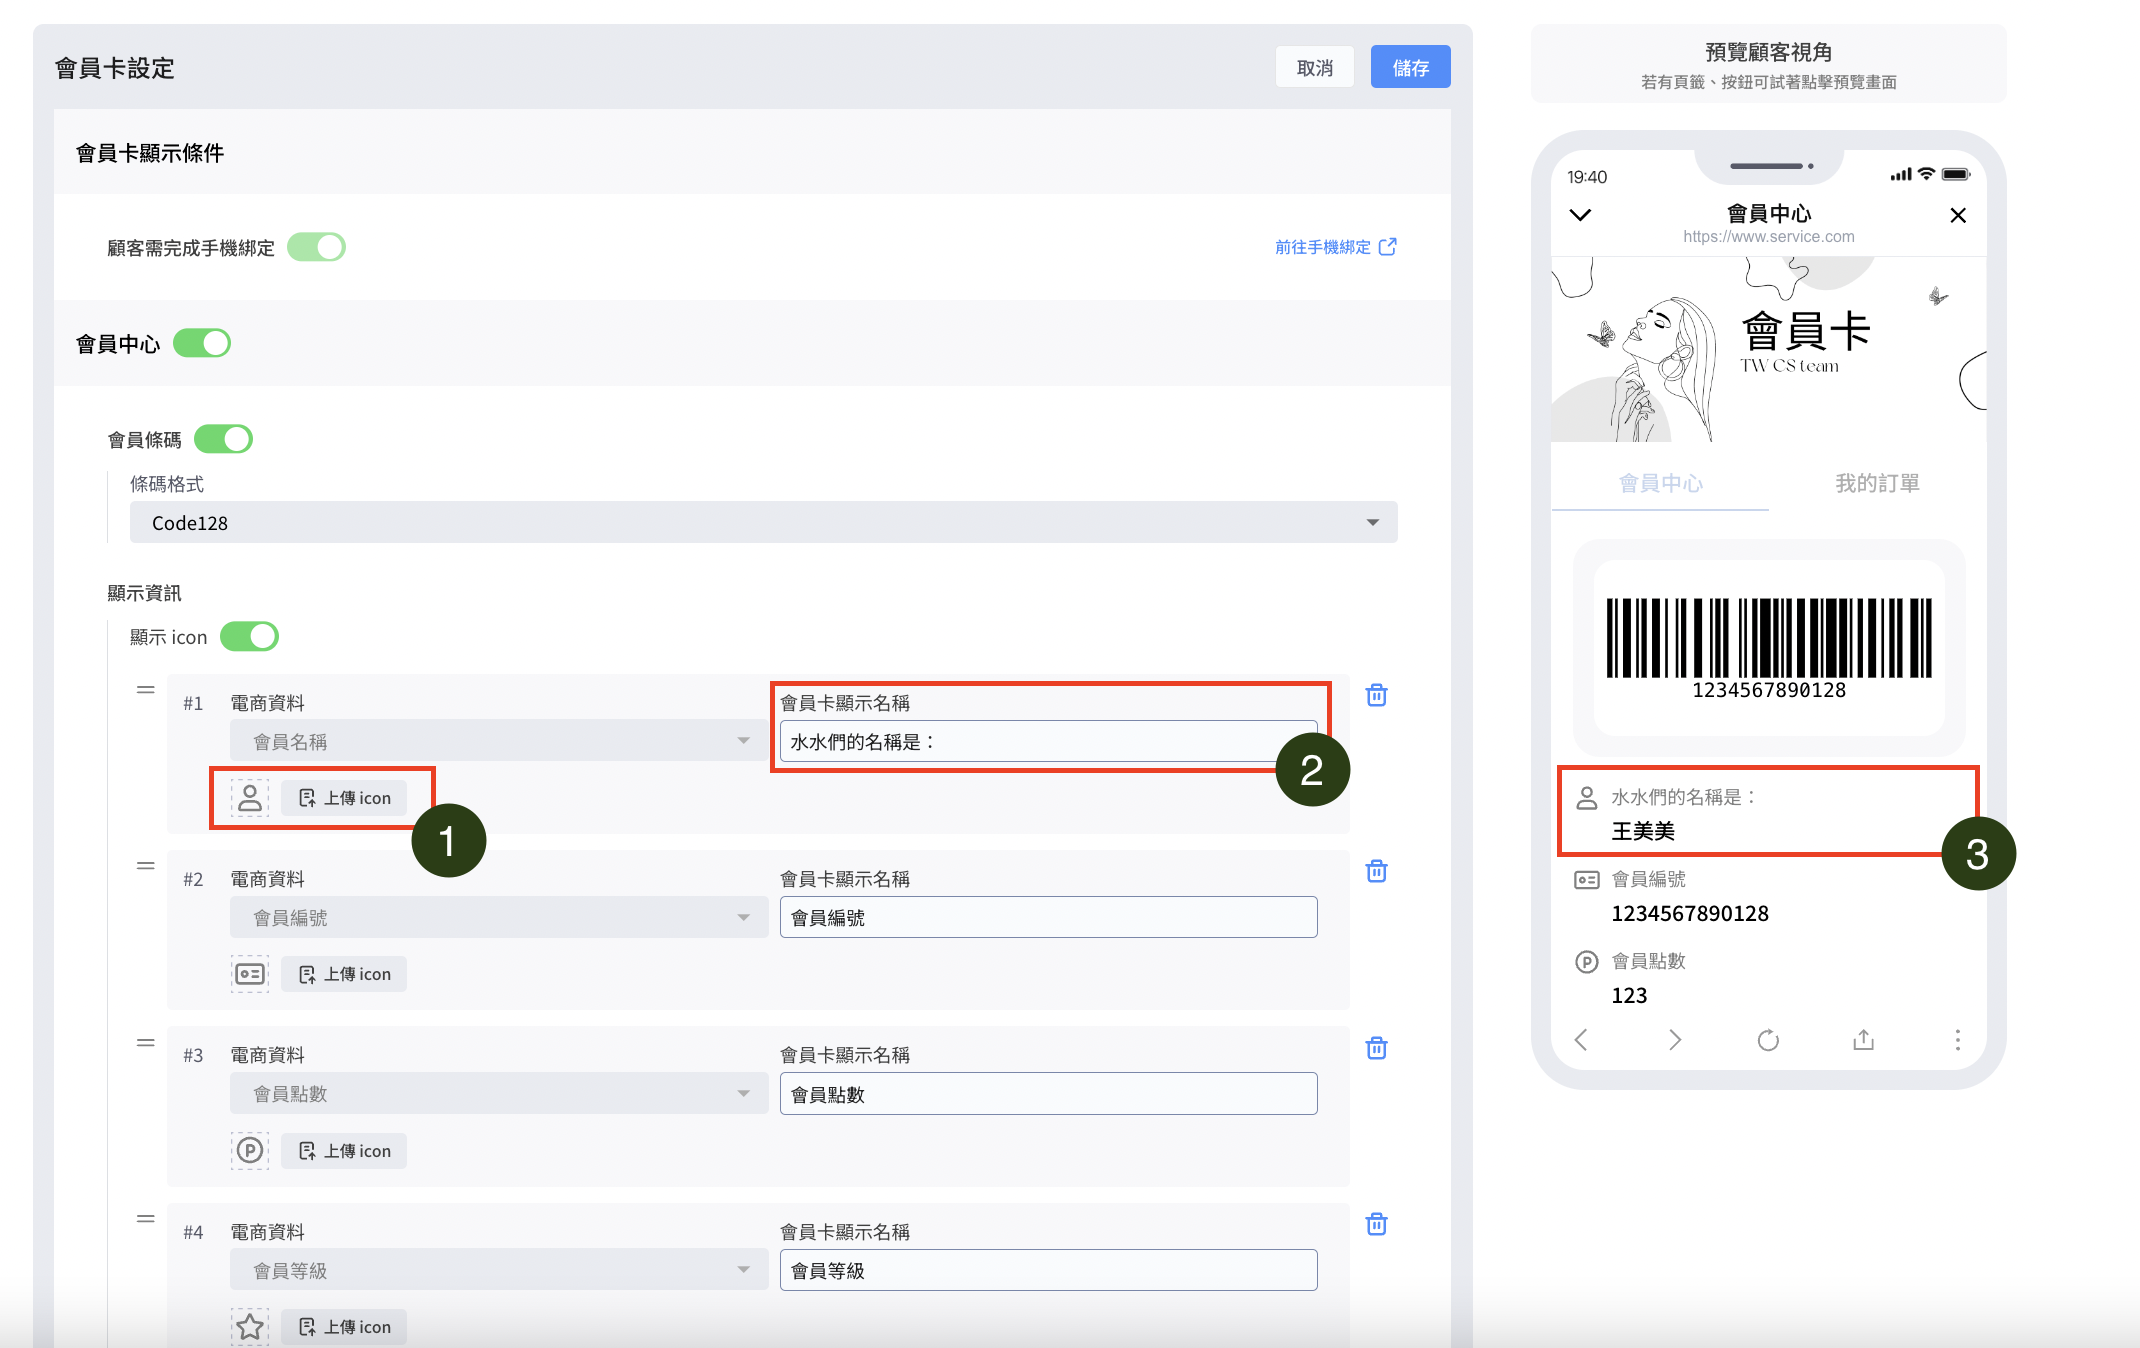 會員卡設定
取消
儲存
會員卡顯示條件
顧客需完成手機綁定
前往手機綁定
會員中心
會員條碼
條碼格式
Code128
顯示資訊
顯示 icon
#1
電商資料
會員名稱
會員卡顯示名稱
水水們的名稱是：
上傳 icon
1
2
#2
電商資料
會員編號
會員卡顯示名稱
會員編號
上傳 icon
#3
電商資料
會員點數
會員卡顯示名稱
會員點數
P
上傳 icon
#4
電商資料
會員等級
會員卡顯示名稱
會員等級
上傳 icon
預覽顧客視角
若有頁籤、按鈕可試著點擊預覽畫面
19:40
會員中心
https://www.service.com
會員卡
TW CS team
會員中心
我的訂單
1234567890128
水水們的名稱是：
王美美
3
會員編號
1234567890128
P
會員點數
123